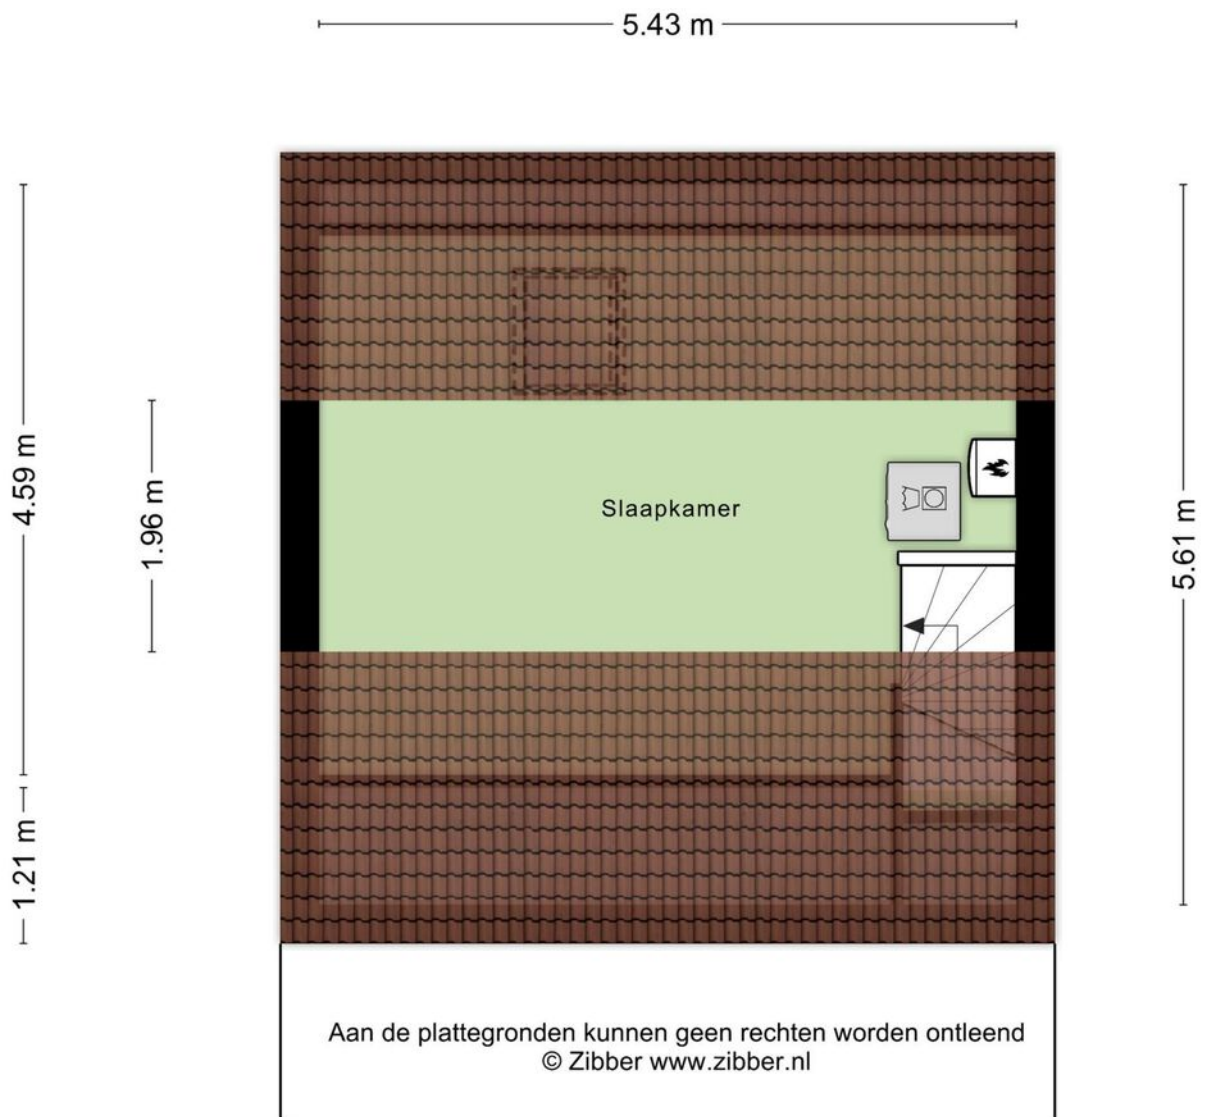 5.43 m
4.59 m
1.96 m
Slaapkamer
5.61 m
1.21 m
Aan de plattegronden kunnen geen rechten worden ontleend
© Zibber www.zibber.nl